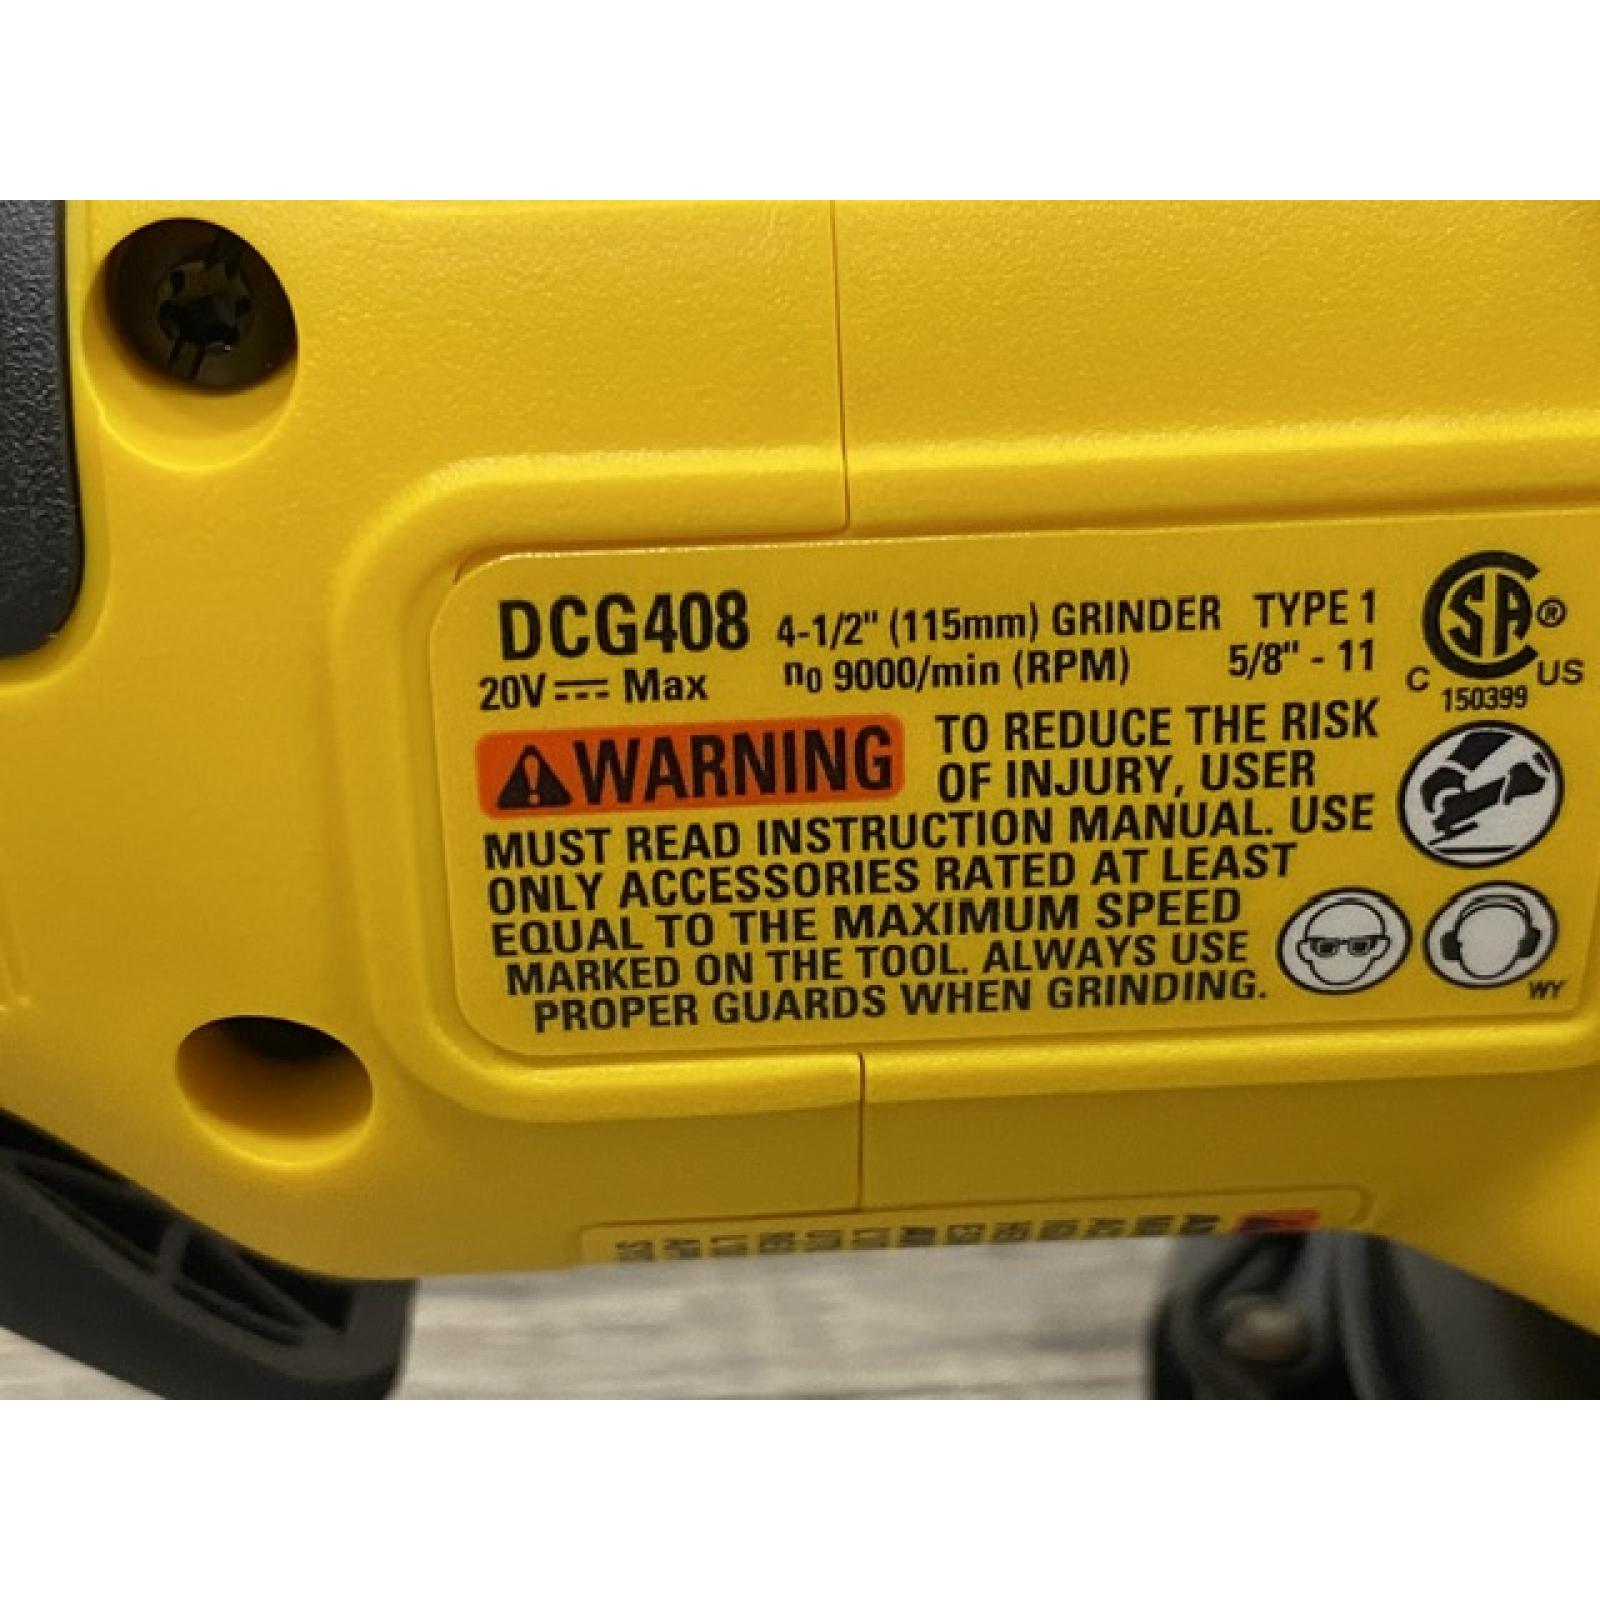 DCG408 4-1/2" (115mm) GRINDER TYPE 1
20V Max n0 9000/min (RPM) 5/8" - 11
WARNING TO REDUCE THE RISK
OF INJURY, USER
MUST READ INSTRUCTION MANUAL. USE
ONLY ACCESSORIES RATED AT LEAST
EQUAL TO THE MAXIMUM SPEED
MARKED ON THE TOOL. ALWAYS USE
PROPER GUARDS WHEN GRINDING.
SA®
C US
150399
WY